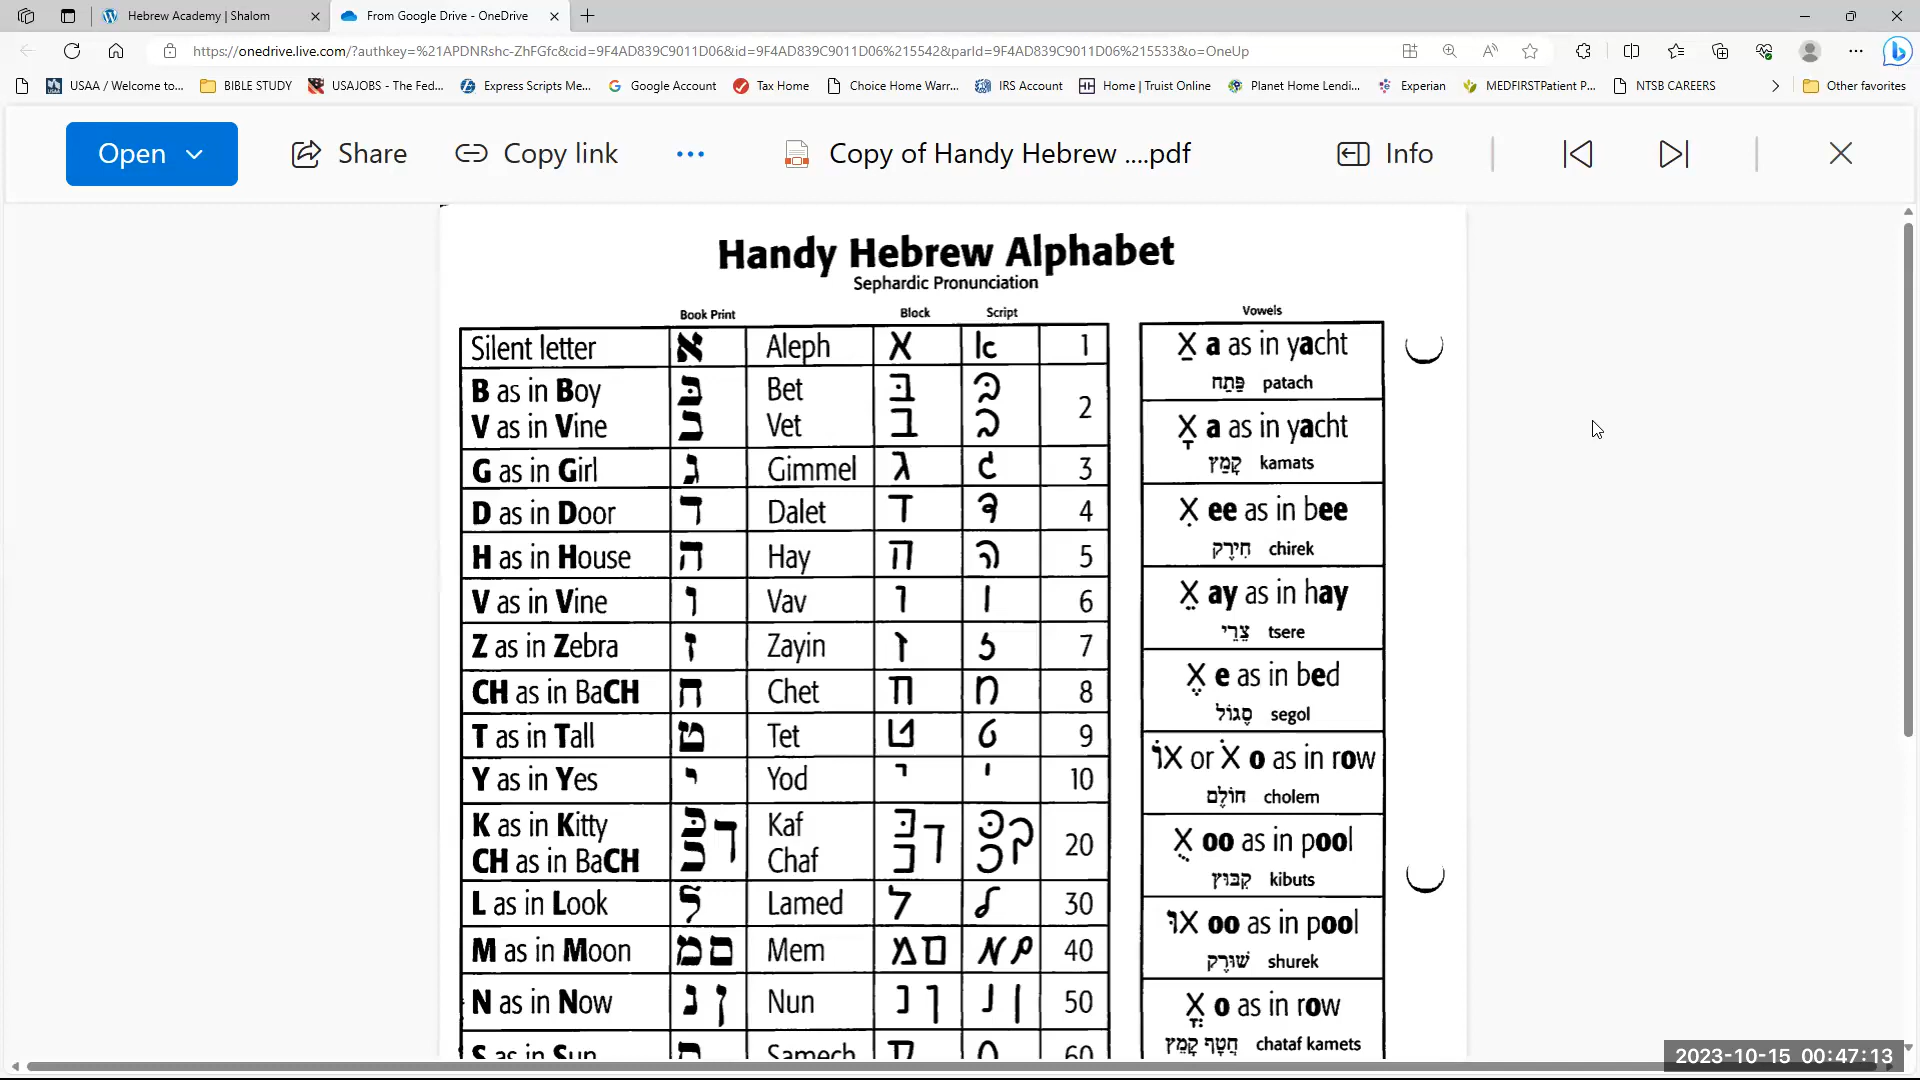 Hebrew Academy | Shalom
From Google Drive - OneDrive
https://onedrive.live.com/?authkey=%21APDNRshc-ZhFGfc&cid=9F4AD839C9011D06&id=9F4AD839C9011D06%215542&parId=9F4AD839C9011D06%215533&o=OneUp
USAA / Welcome to... BIBLE STUDY USAJOBS - The Fed... Express Scripts Me... Google Account Tax Home Choice Home Warr... IRS Account Home | Truist Online Planet Home Lendi... Experian MEDFIRSTPatient P... NTSB CAREERS Other favorites
Open Share Copy link ... Copy of Handy Hebrew ....pdf Info
Handy Hebrew Alphabet
Sephardic Pronunciation
Book Print Block Script
Silent letter א Aleph א א 1
B as in Boy בּ Bet בּ בּ 2
V as in Vine ב Vet ב ב
G as in Girl ג Gimmel ג ג 3
D as in Door ד Dalet ד ד 4
H as in House ה Hay ה ה 5
V as in Vine ו Vav ו ו 6
Z as in Zebra ז Zayin ז ז 7
CH as in BaCH ח Chet ח ח 8
T as in Tall ט Tet ט ט 9
Y as in Yes י Yod י י 10
K as in Kitty כּ ך Kaf כּ ך כּ ך 20
CH as in BaCH כ Chaf כ כ
L as in Look ל Lamed ל ל 30
M as in Moon מ ם Mem מ ם מ ם 40
N as in Now נ ן Nun נ ן נ ן 50
S as in Sun ס Samech ס ס 60
Vowels
Xַ a as in yacht
פַּתַח patach
Xָ a as in yacht
קָמַץ kamats
Xִ ee as in bee
חִירֶק chirek
Xֵ ay as in hay
צֵרֵי tsere
Xֶ e as in bed
סֶגוֹל segol
וֹX or Xֹ o as in row
חוֹלָם cholem
Xֻ oo as in pool
קִבּוּץ kibuts
וּX oo as in pool
שׁוּרֶק shurek
Xֳ o as in row
חֲטָף קָמֵץ chataf kamets
2023-10-15 00:47:13